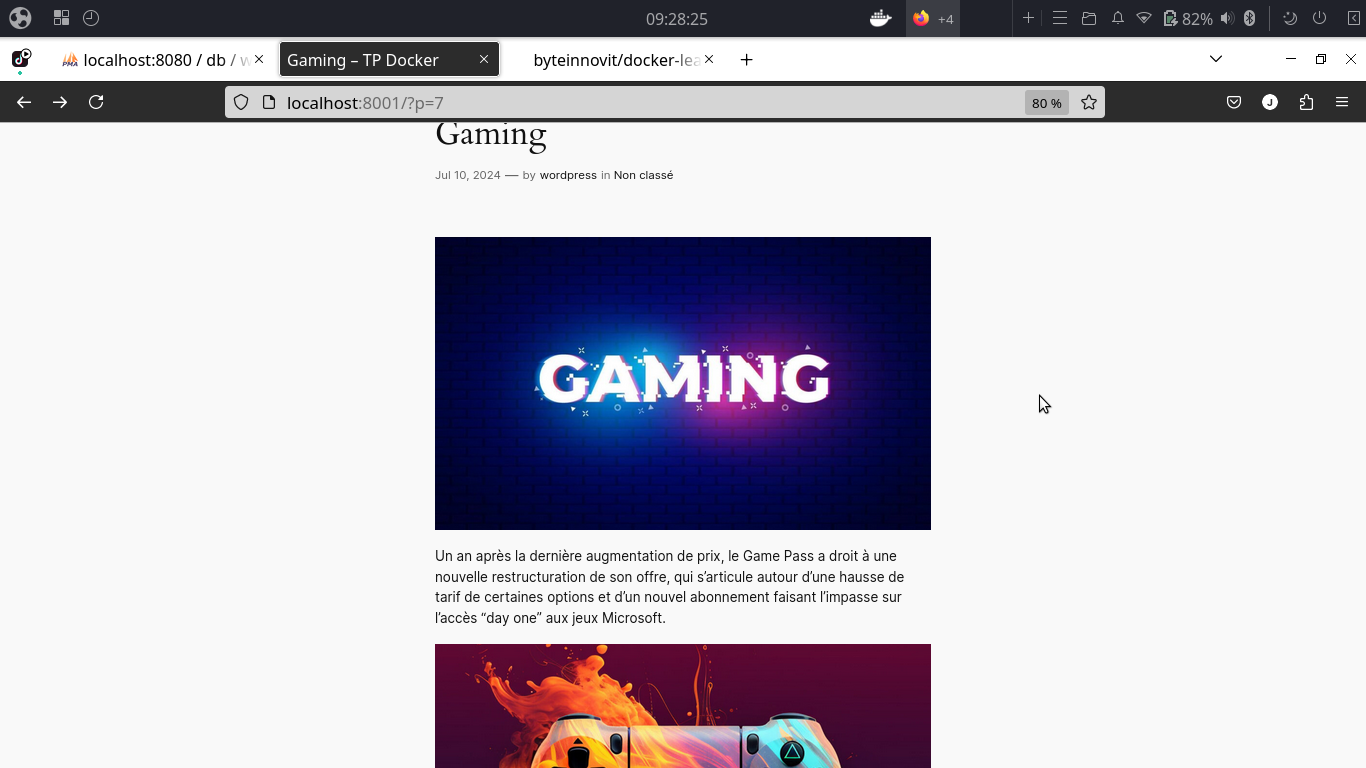 09:28:25
+4
82%
PMA
localhost:8080 / db / w
Gaming – TP Docker
byteinnovit/docker-lea
localhost:8001/?p=7
80 %
J
Gaming
Jul 10, 2024 — by wordpress in Non classé
GAMING
Un an après la dernière augmentation de prix, le Game Pass a droit à une
nouvelle restructuration de son offre, qui s’articule autour d’une hausse de
tarif de certaines options et d’un nouvel abonnement faisant l’impasse sur
l’accès “day one” aux jeux Microsoft.